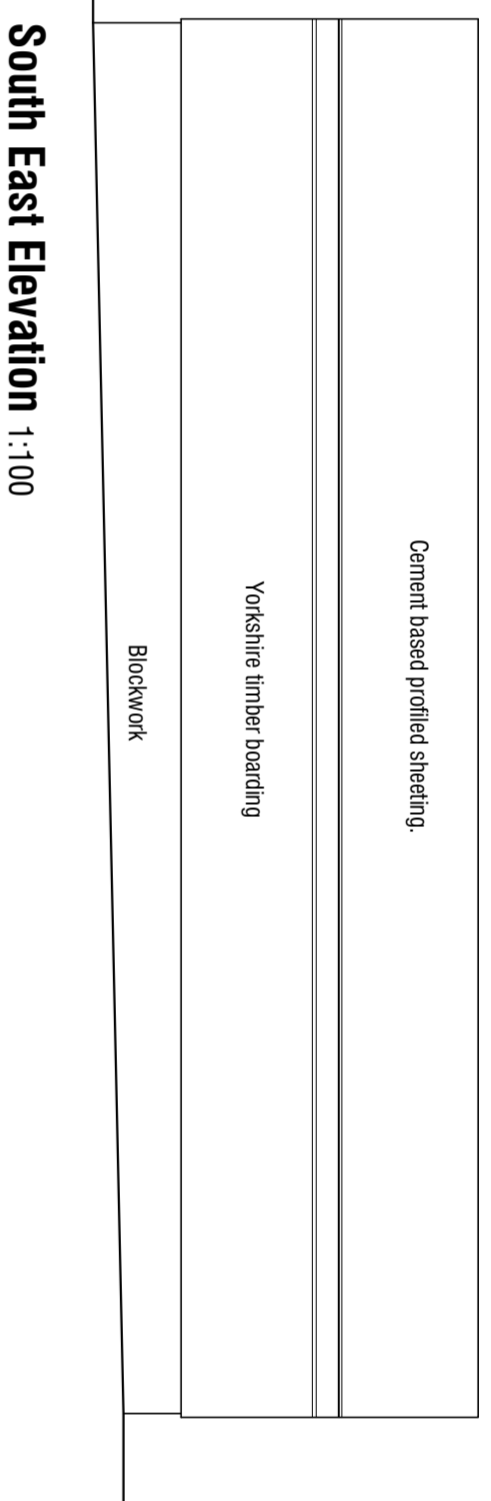 Cement based profiled sheeting.
Yorkshire timber boarding
Blockwork
South East Elevation 1:100